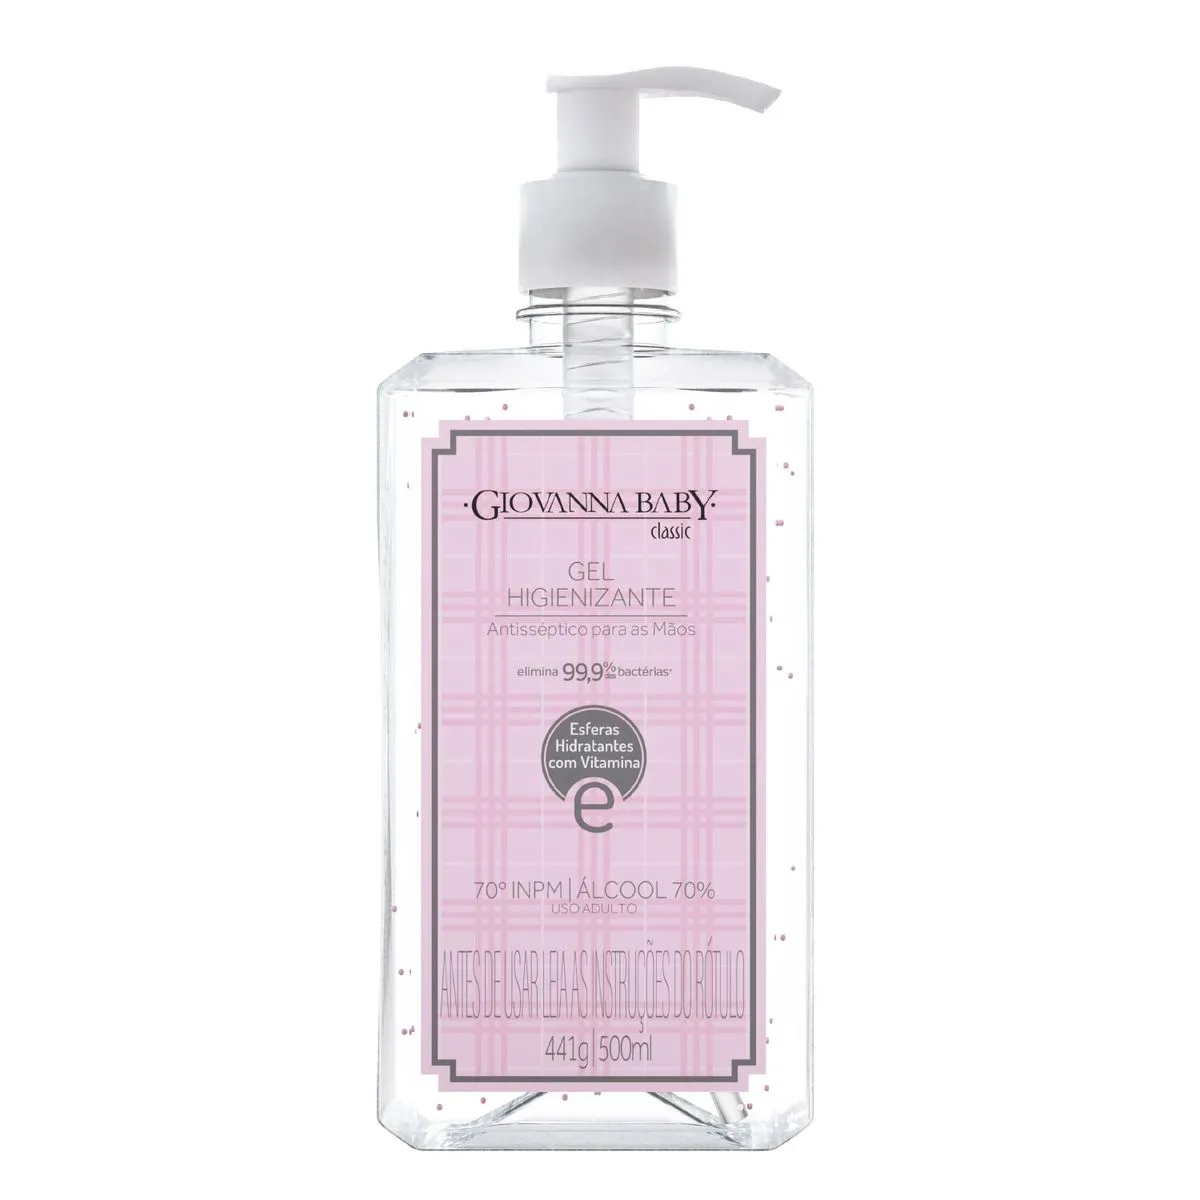 ·GIOVANNA BABY·
classic
GEL
HIGIENIZANTE
Antisséptico para as Mãos
elimina 99,9% das bactérias*
Esferas
Hidratantes
com Vitamina
e
70° INPM | ÁLCOOL 70%
USO ADULTO
ANTES DE USAR LEIA AS INSTRUÇÕES DO RÓTULO
441g | 500ml